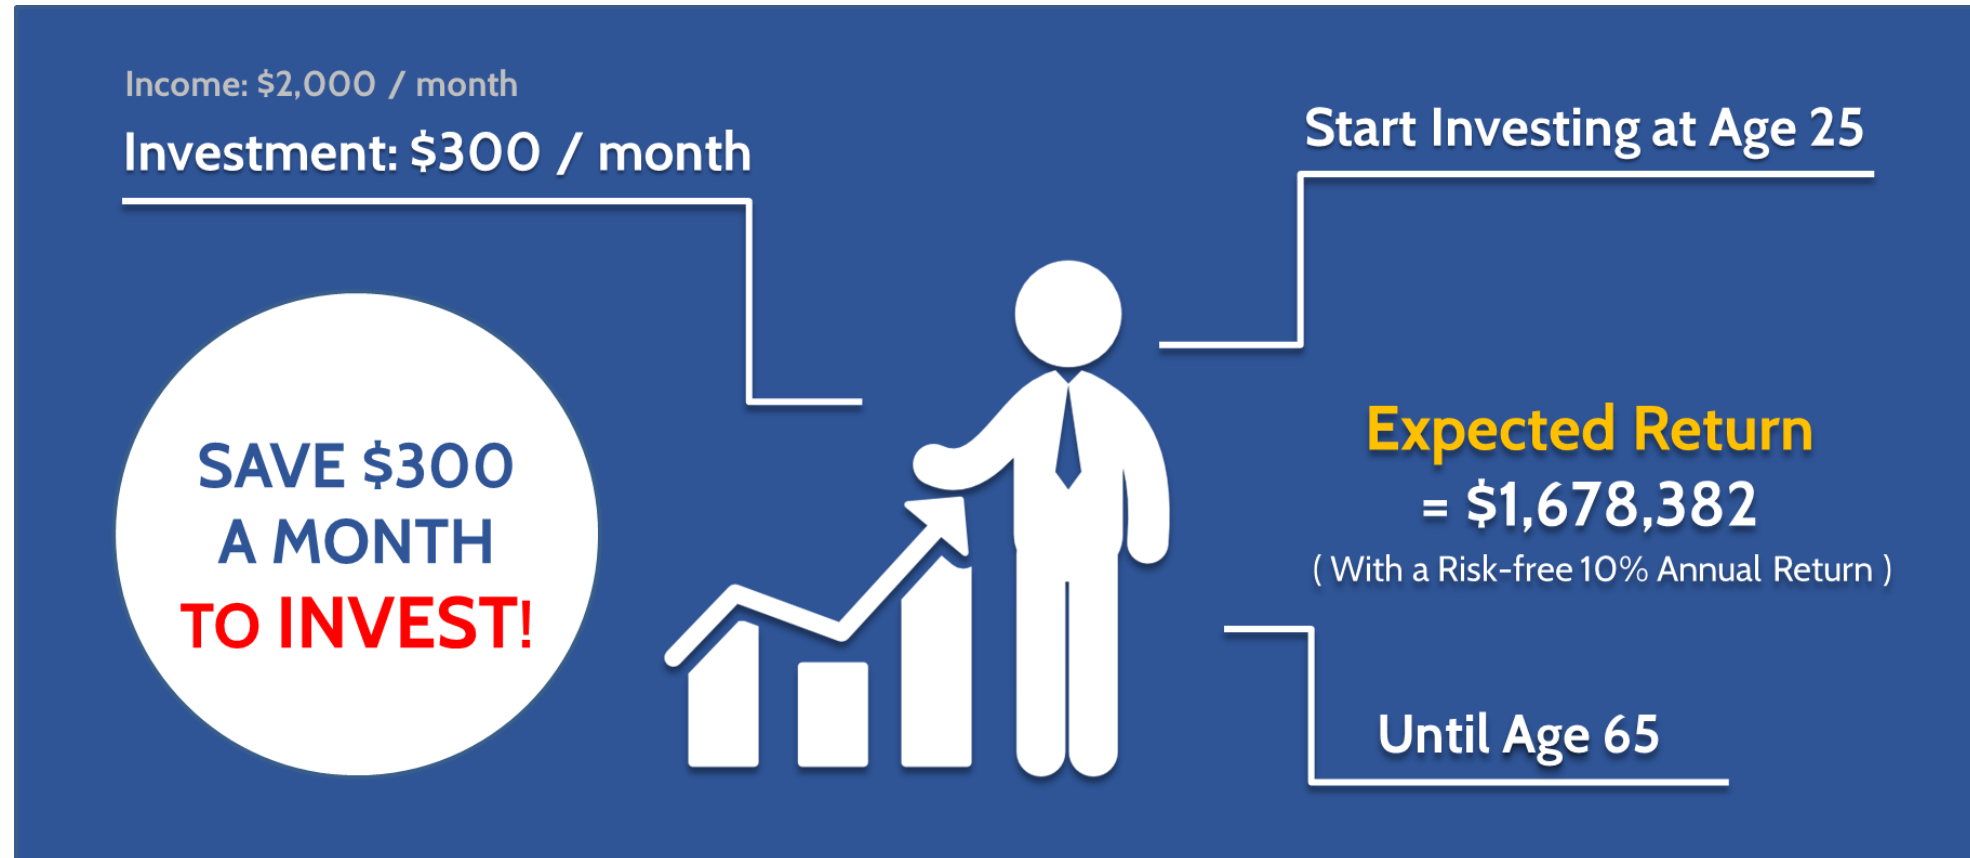 Income: $2,000 / month
Investment: $300 / month
Start Investing at Age 25
SAVE $300
A MONTH
TO INVEST!
Expected Return
= $1,678,382
( With a Risk-free 10% Annual Return )
Until Age 65